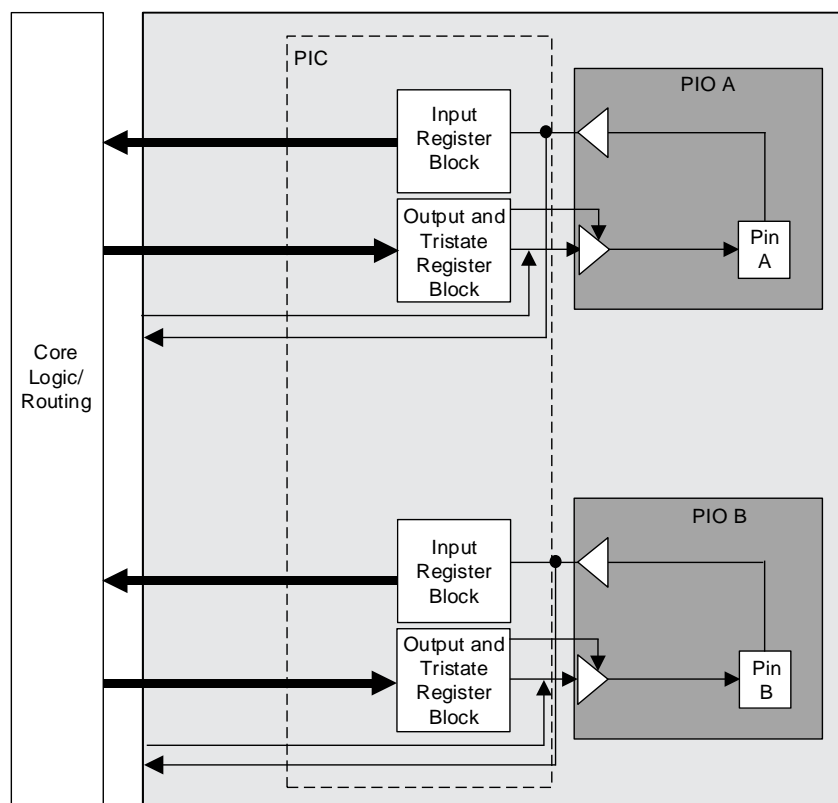 PIC
PIO A
Input
Register
Block
Output and
Tristate
Register
Block
Pin
A
Core
Logic/
Routing
PIO B
Input
Register
Block
Output and
Tristate
Register
Block
Pin
B